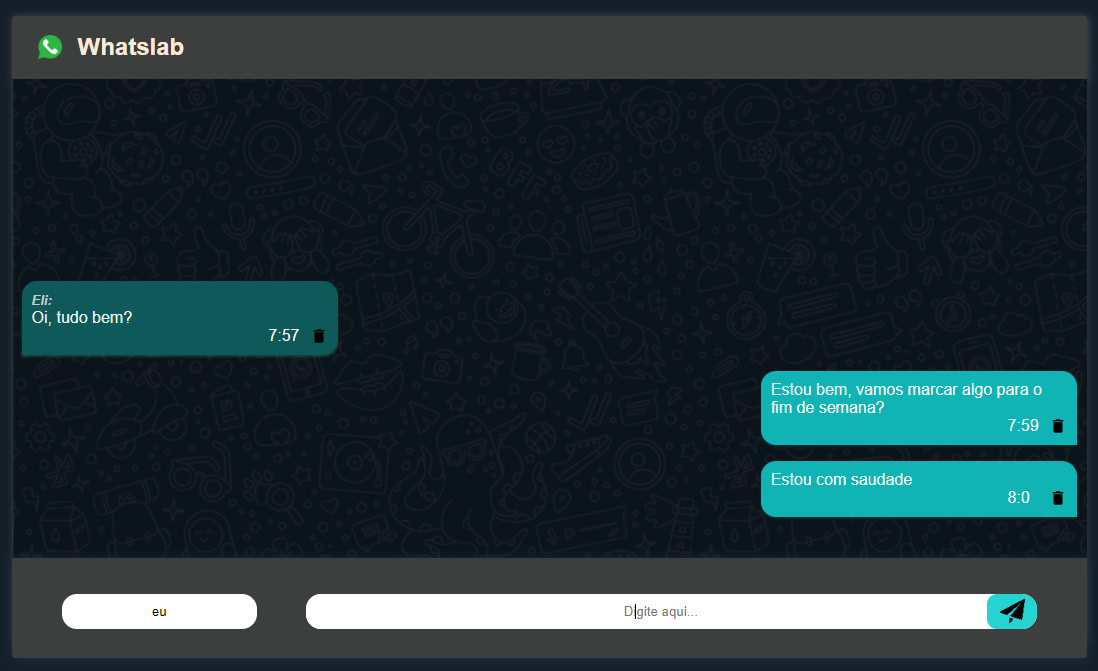 Whatslab
BFF
Eli:
Oi, tudo bem?
7:57
Estou bem, vamos marcar algo para o
fim de semana?
7:59
Estou com saudade
8:0
eu
Digite aqui...